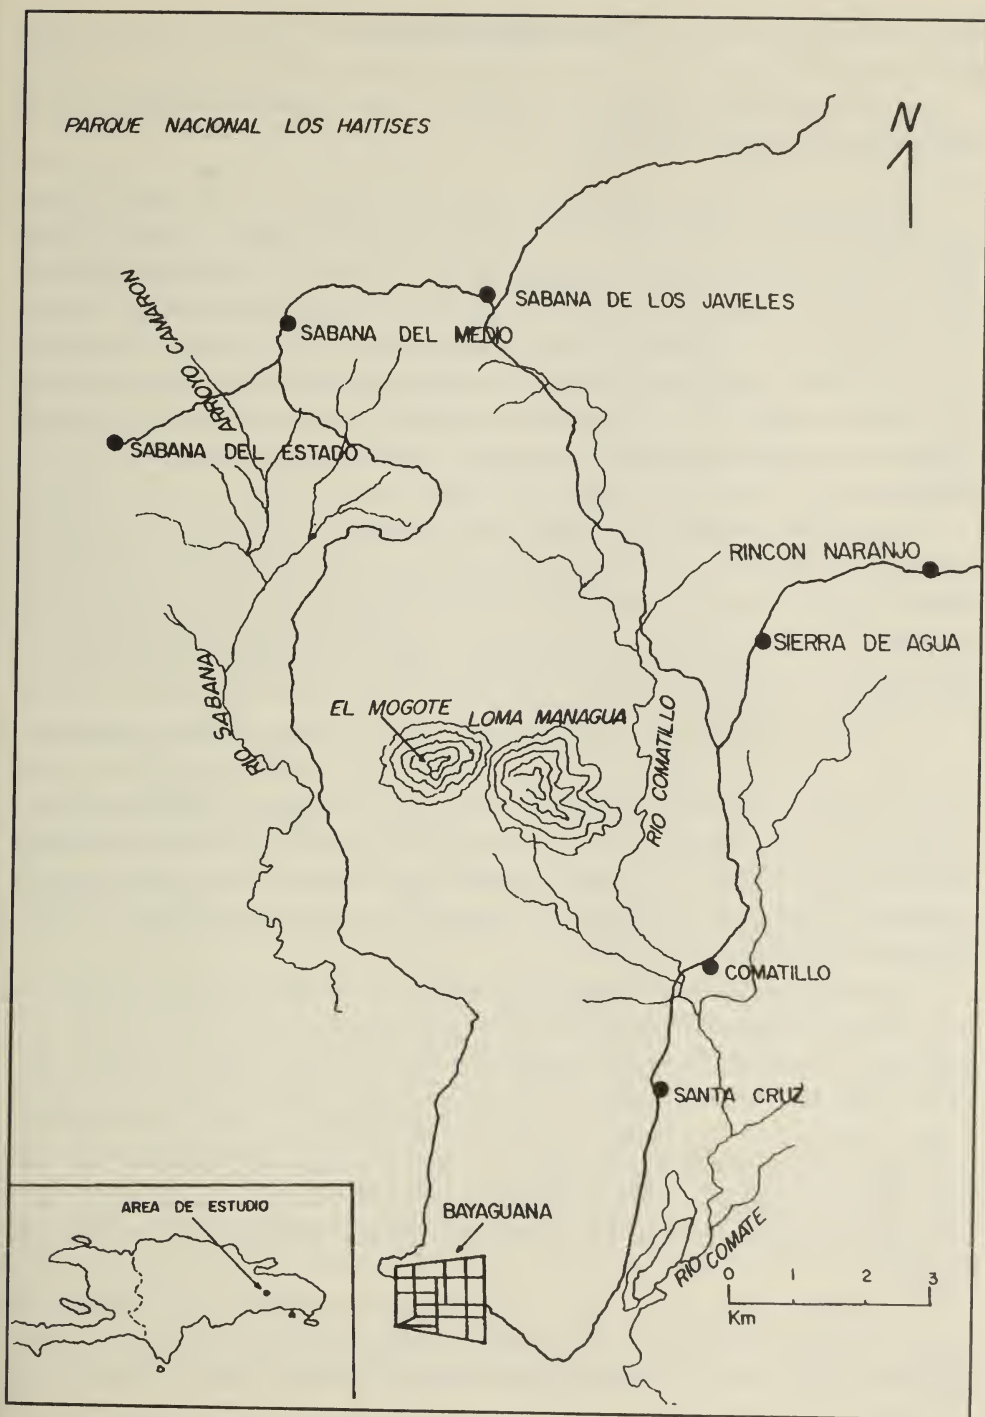 PARQUE NACIONAL LOS HAITISES
N
SABANA DE LOS JAVIELES
ARROYO CAMARON
SABANA DEL MEDIO
SABANA DEL ESTADO
RINCON NARANJO
SIERRA DE AGUA
RIO SABANA
EL MOGOTE
LOMA MANAGUA
RIO COMATILLO
COMATILLO
SANTA CRUZ
AREA DE ESTUDIO
BAYAGUANA
RIO COMATE
0 1 2 3
Km